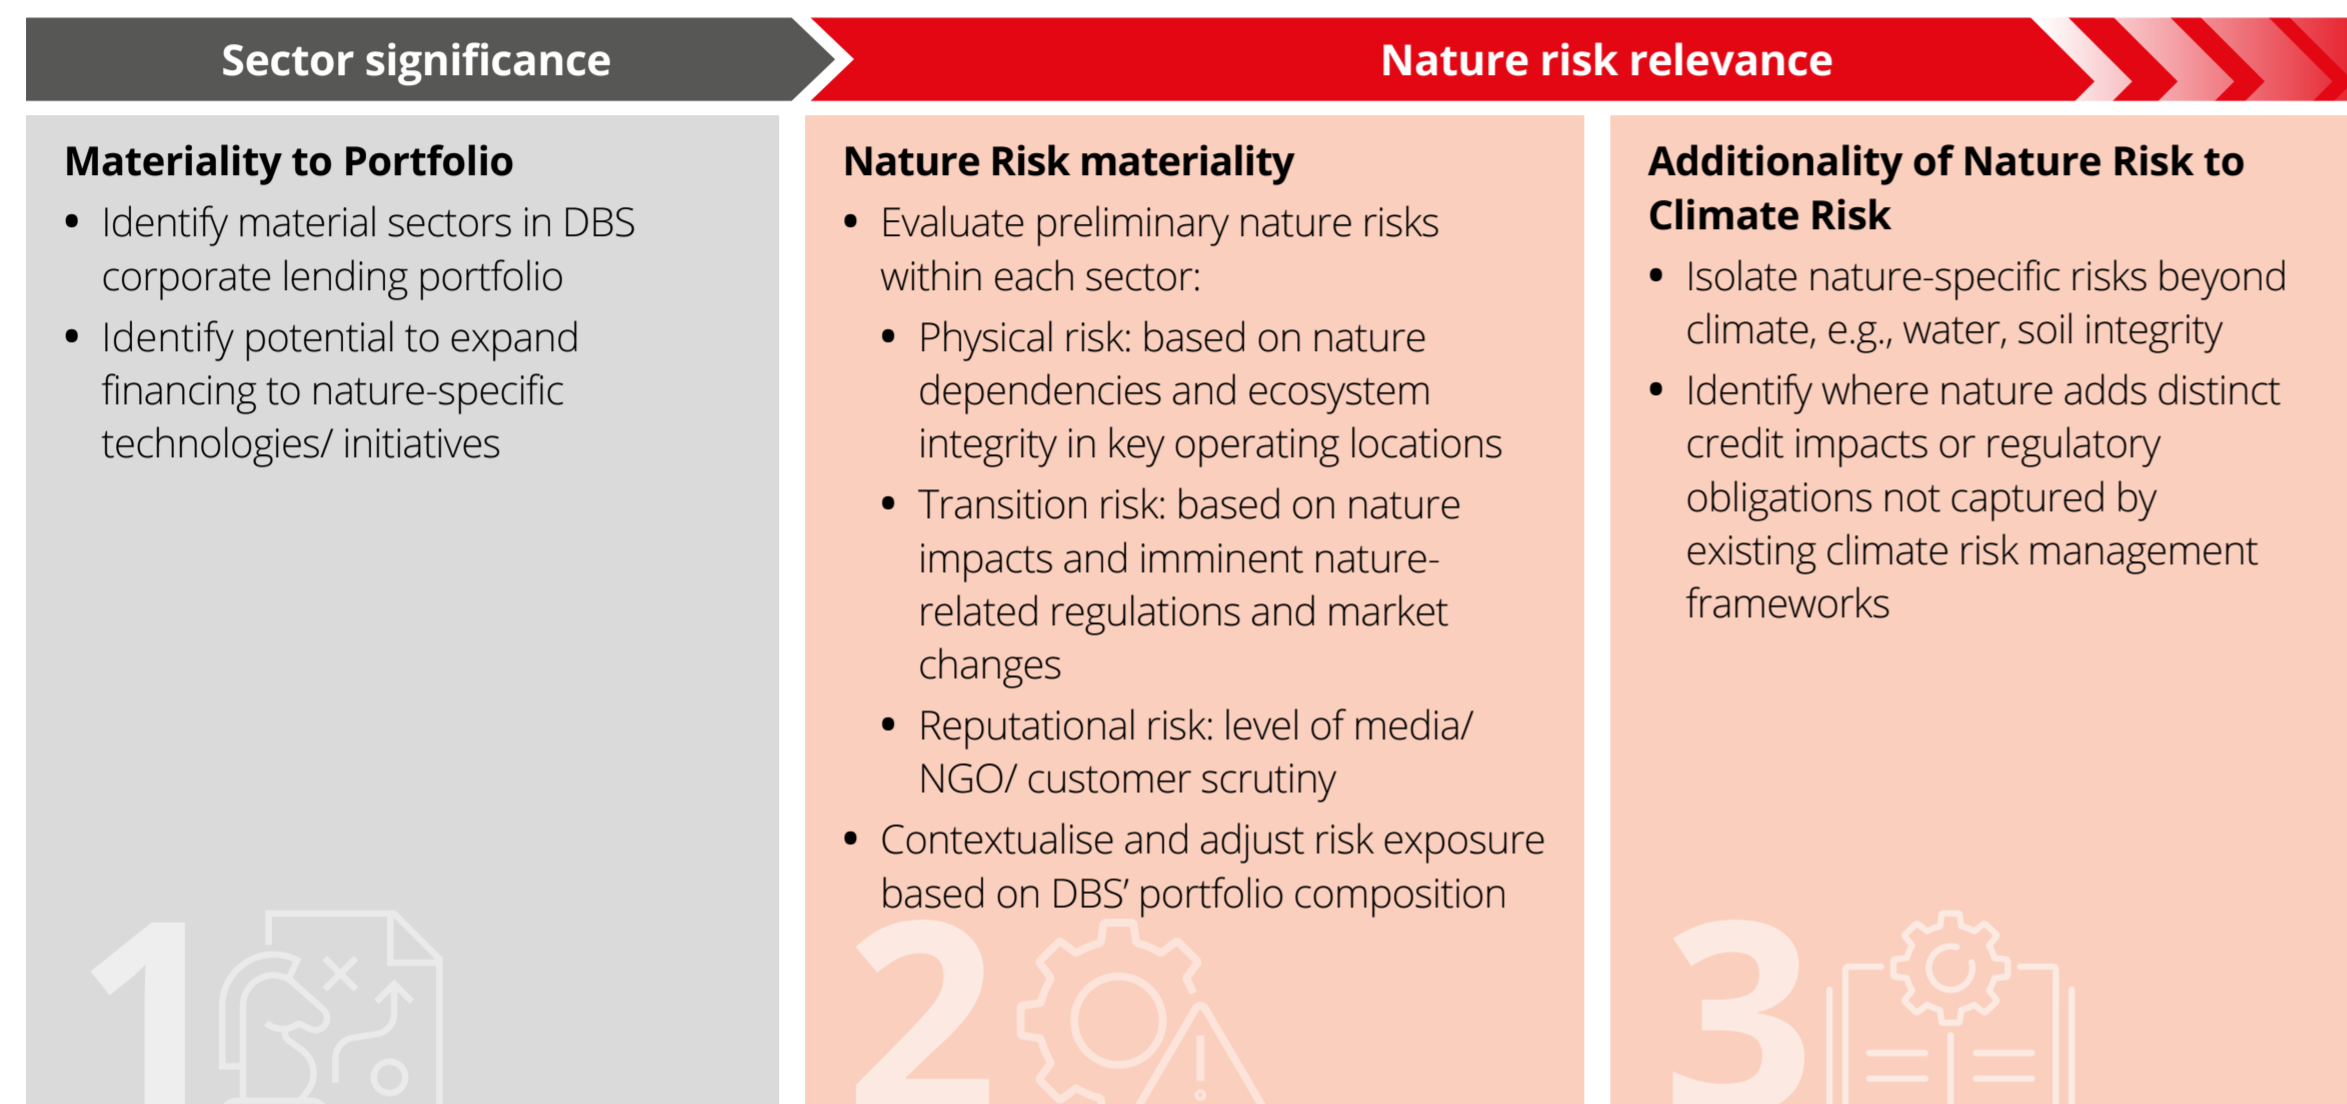 Sector significance
Nature risk relevance
Materiality to Portfolio
• Identify material sectors in DBS
corporate lending portfolio
• Identify potential to expand
financing to nature-specific
technologies/ initiatives
1
Nature Risk materiality
• Evaluate preliminary nature risks
within each sector:
• Physical risk: based on nature
dependencies and ecosystem
integrity in key operating locations
• Transition risk: based on nature
impacts and imminent nature-
related regulations and market
changes
• Reputational risk: level of media/
NGO/ customer scrutiny
• Contextualise and adjust risk exposure
based on DBS’ portfolio composition
2
Additionality of Nature Risk to
Climate Risk
• Isolate nature-specific risks beyond
climate, e.g., water, soil integrity
• Identify where nature adds distinct
credit impacts or regulatory
obligations not captured by
existing climate risk management
frameworks
3